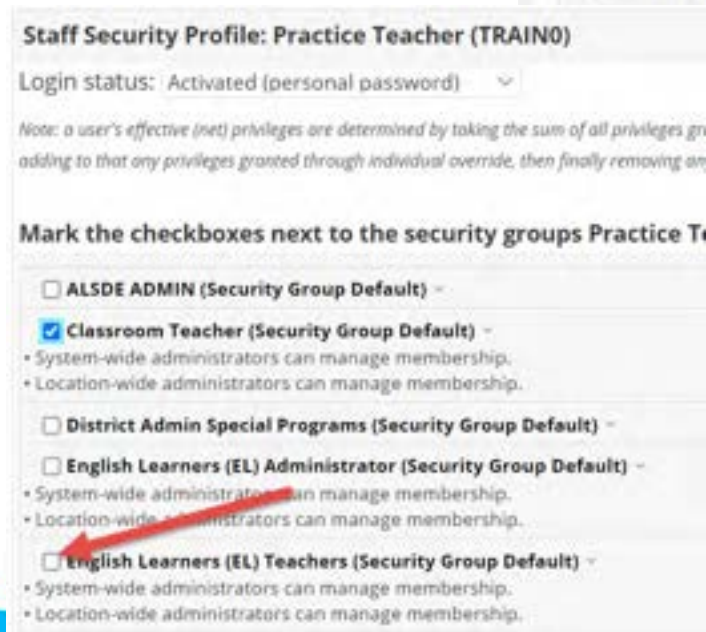 Staff Security Profile: Practice Teacher (TRAIN0)
Login status: Activated (personal password)
Note: a user's effective (net) privileges are determined by taking the sum of all privileges
adding to that any privileges granted through individual override, then finally removing
Mark the checkboxes next to the security groups Practice
ALSDE ADMIN (Security Group Default)
Classroom Teacher (Security Group Default)
• System-wide administrators can manage membership.
• Location-wide administrators can manage membership.
District Admin Special Programs (Security Group Default)
English Learners (EL) Administrator (Security Group Default)
• System-wide administrators can manage membership.
• Location-wide administrators can manage membership.
English Learners (EL) Teachers (Security Group Default)
• System-wide administrators can manage membership.
• Location-wide administrators can manage membership.